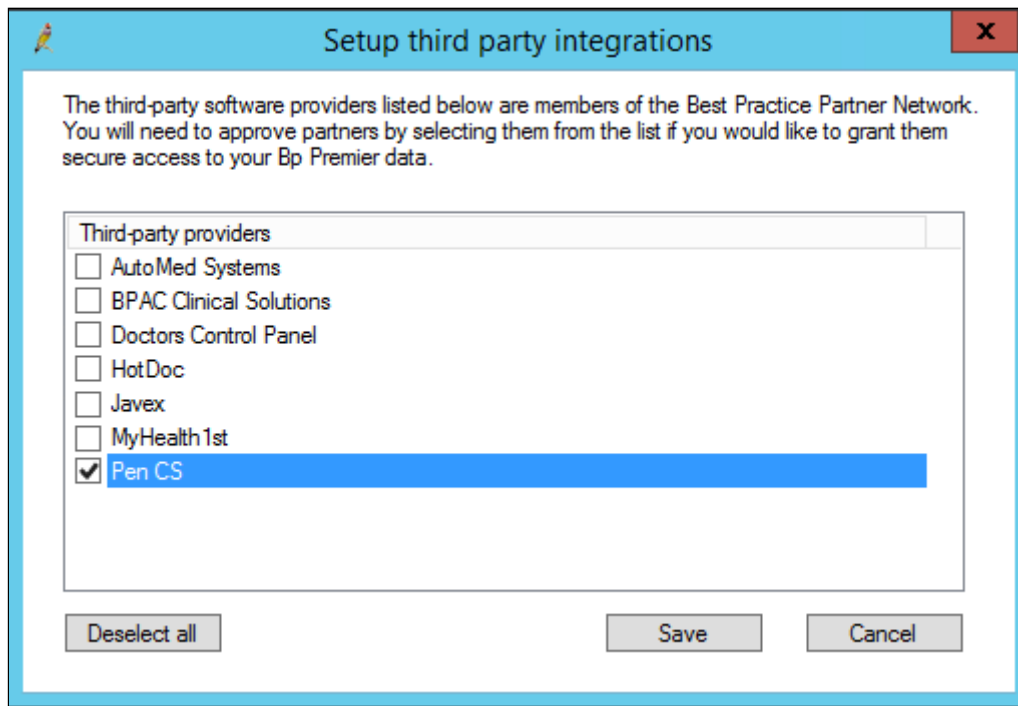 Setup third party integrations
x
The third-party software providers listed below are members of the Best Practice Partner Network.
You will need to approve partners by selecting them from the list if you would like to grant them
secure access to your Bp Premier data.
Third-party providers
AutoMed Systems
BPAC Clinical Solutions
Doctors Control Panel
HotDoc
Javex
MyHealth1st
Pen CS
Deselect all
Save
Cancel